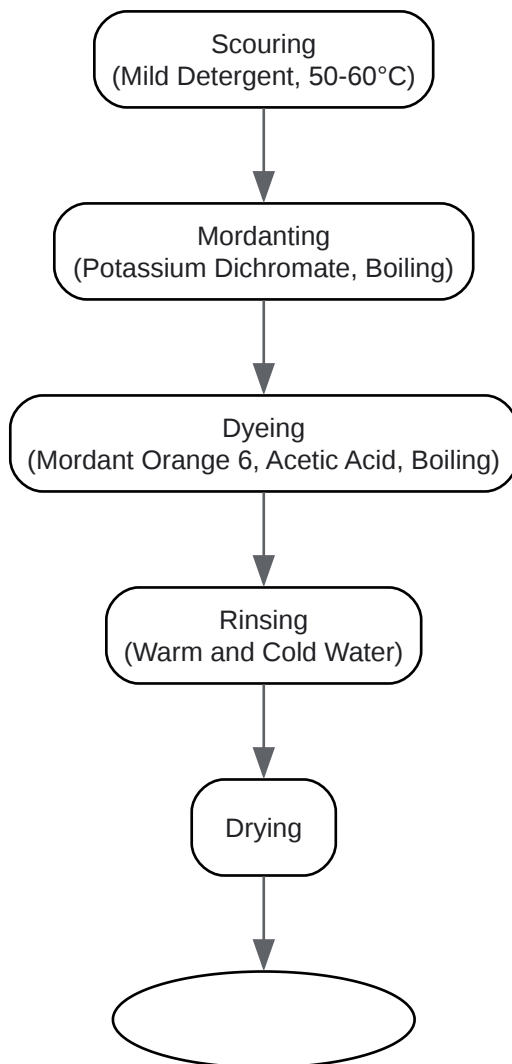 Scouring
(Mild Detergent, 50-60°C)
Mordanting
(Potassium Dichromate, Boiling)
Dyeing
(Mordant Orange 6, Acetic Acid, Boiling)
Rinsing
(Warm and Cold Water)
Drying